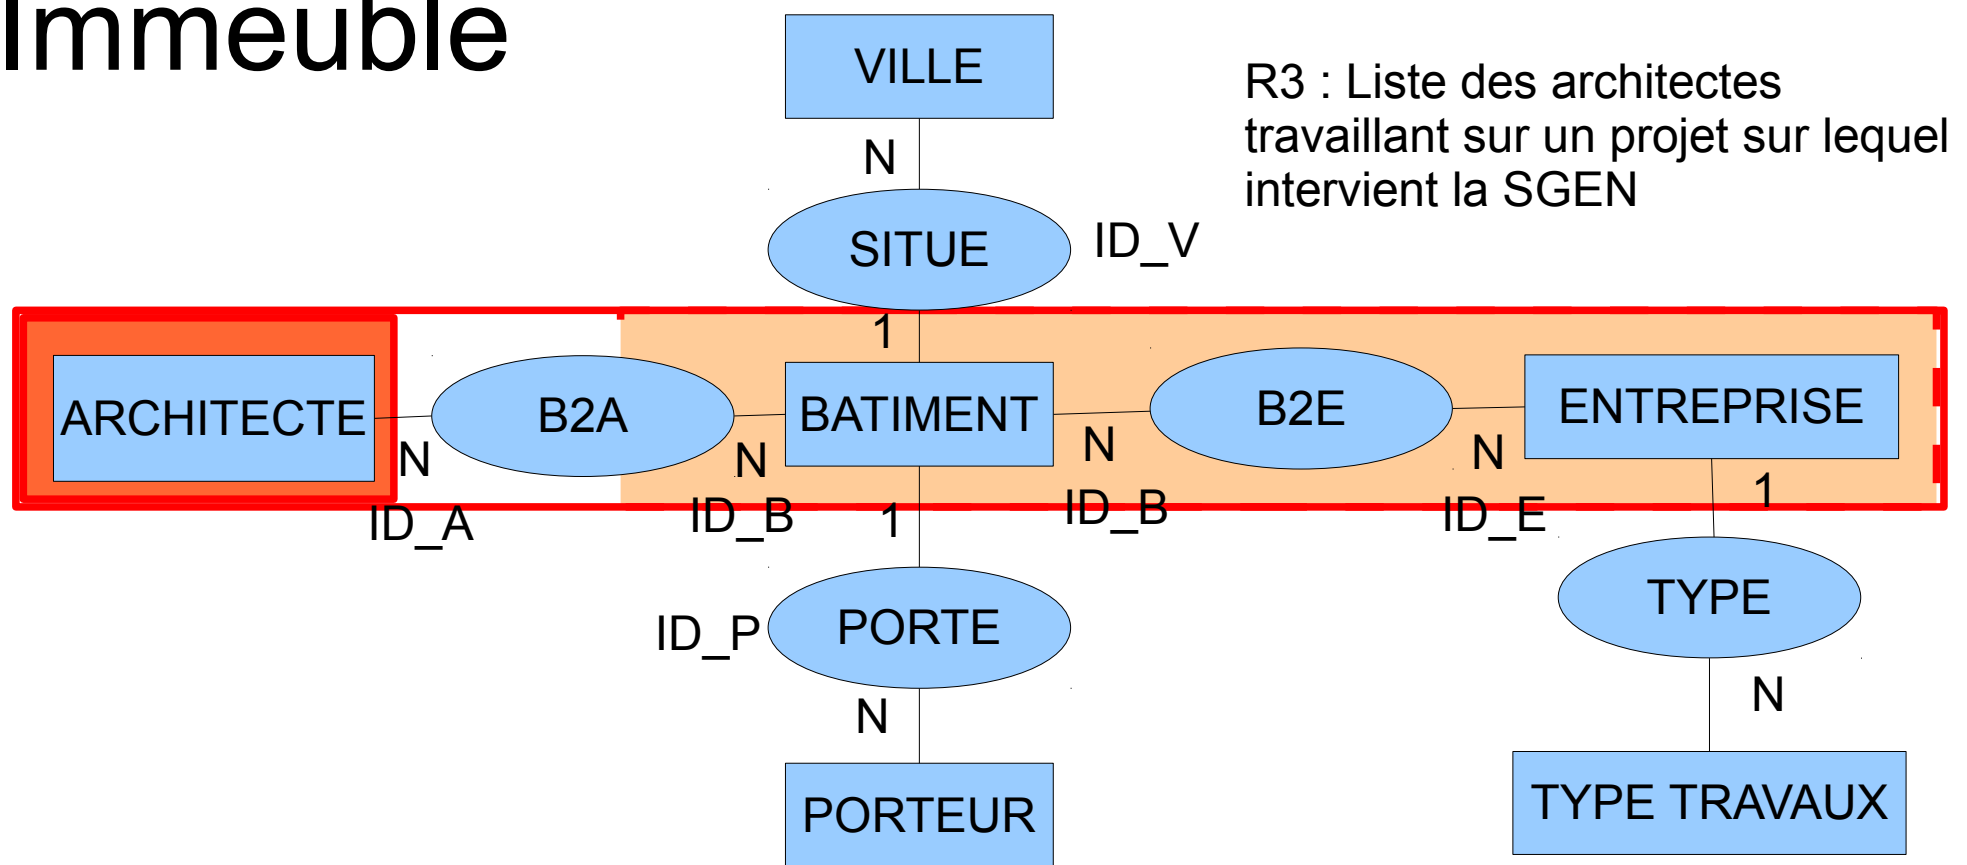 Immeuble
VILLE
R3 : Liste des architectes
travaillant sur un projet sur lequel
intervient la SGEN
N
SITUE
ID_V
1
ARCHITECTE
B2A
BATIMENT
B2E
ENTREPRISE
N
N
N
N
1
ID_A
ID_B
1
ID_B
ID_E
ID_P
PORTE
TYPE
N
N
PORTEUR
TYPE TRAVAUX